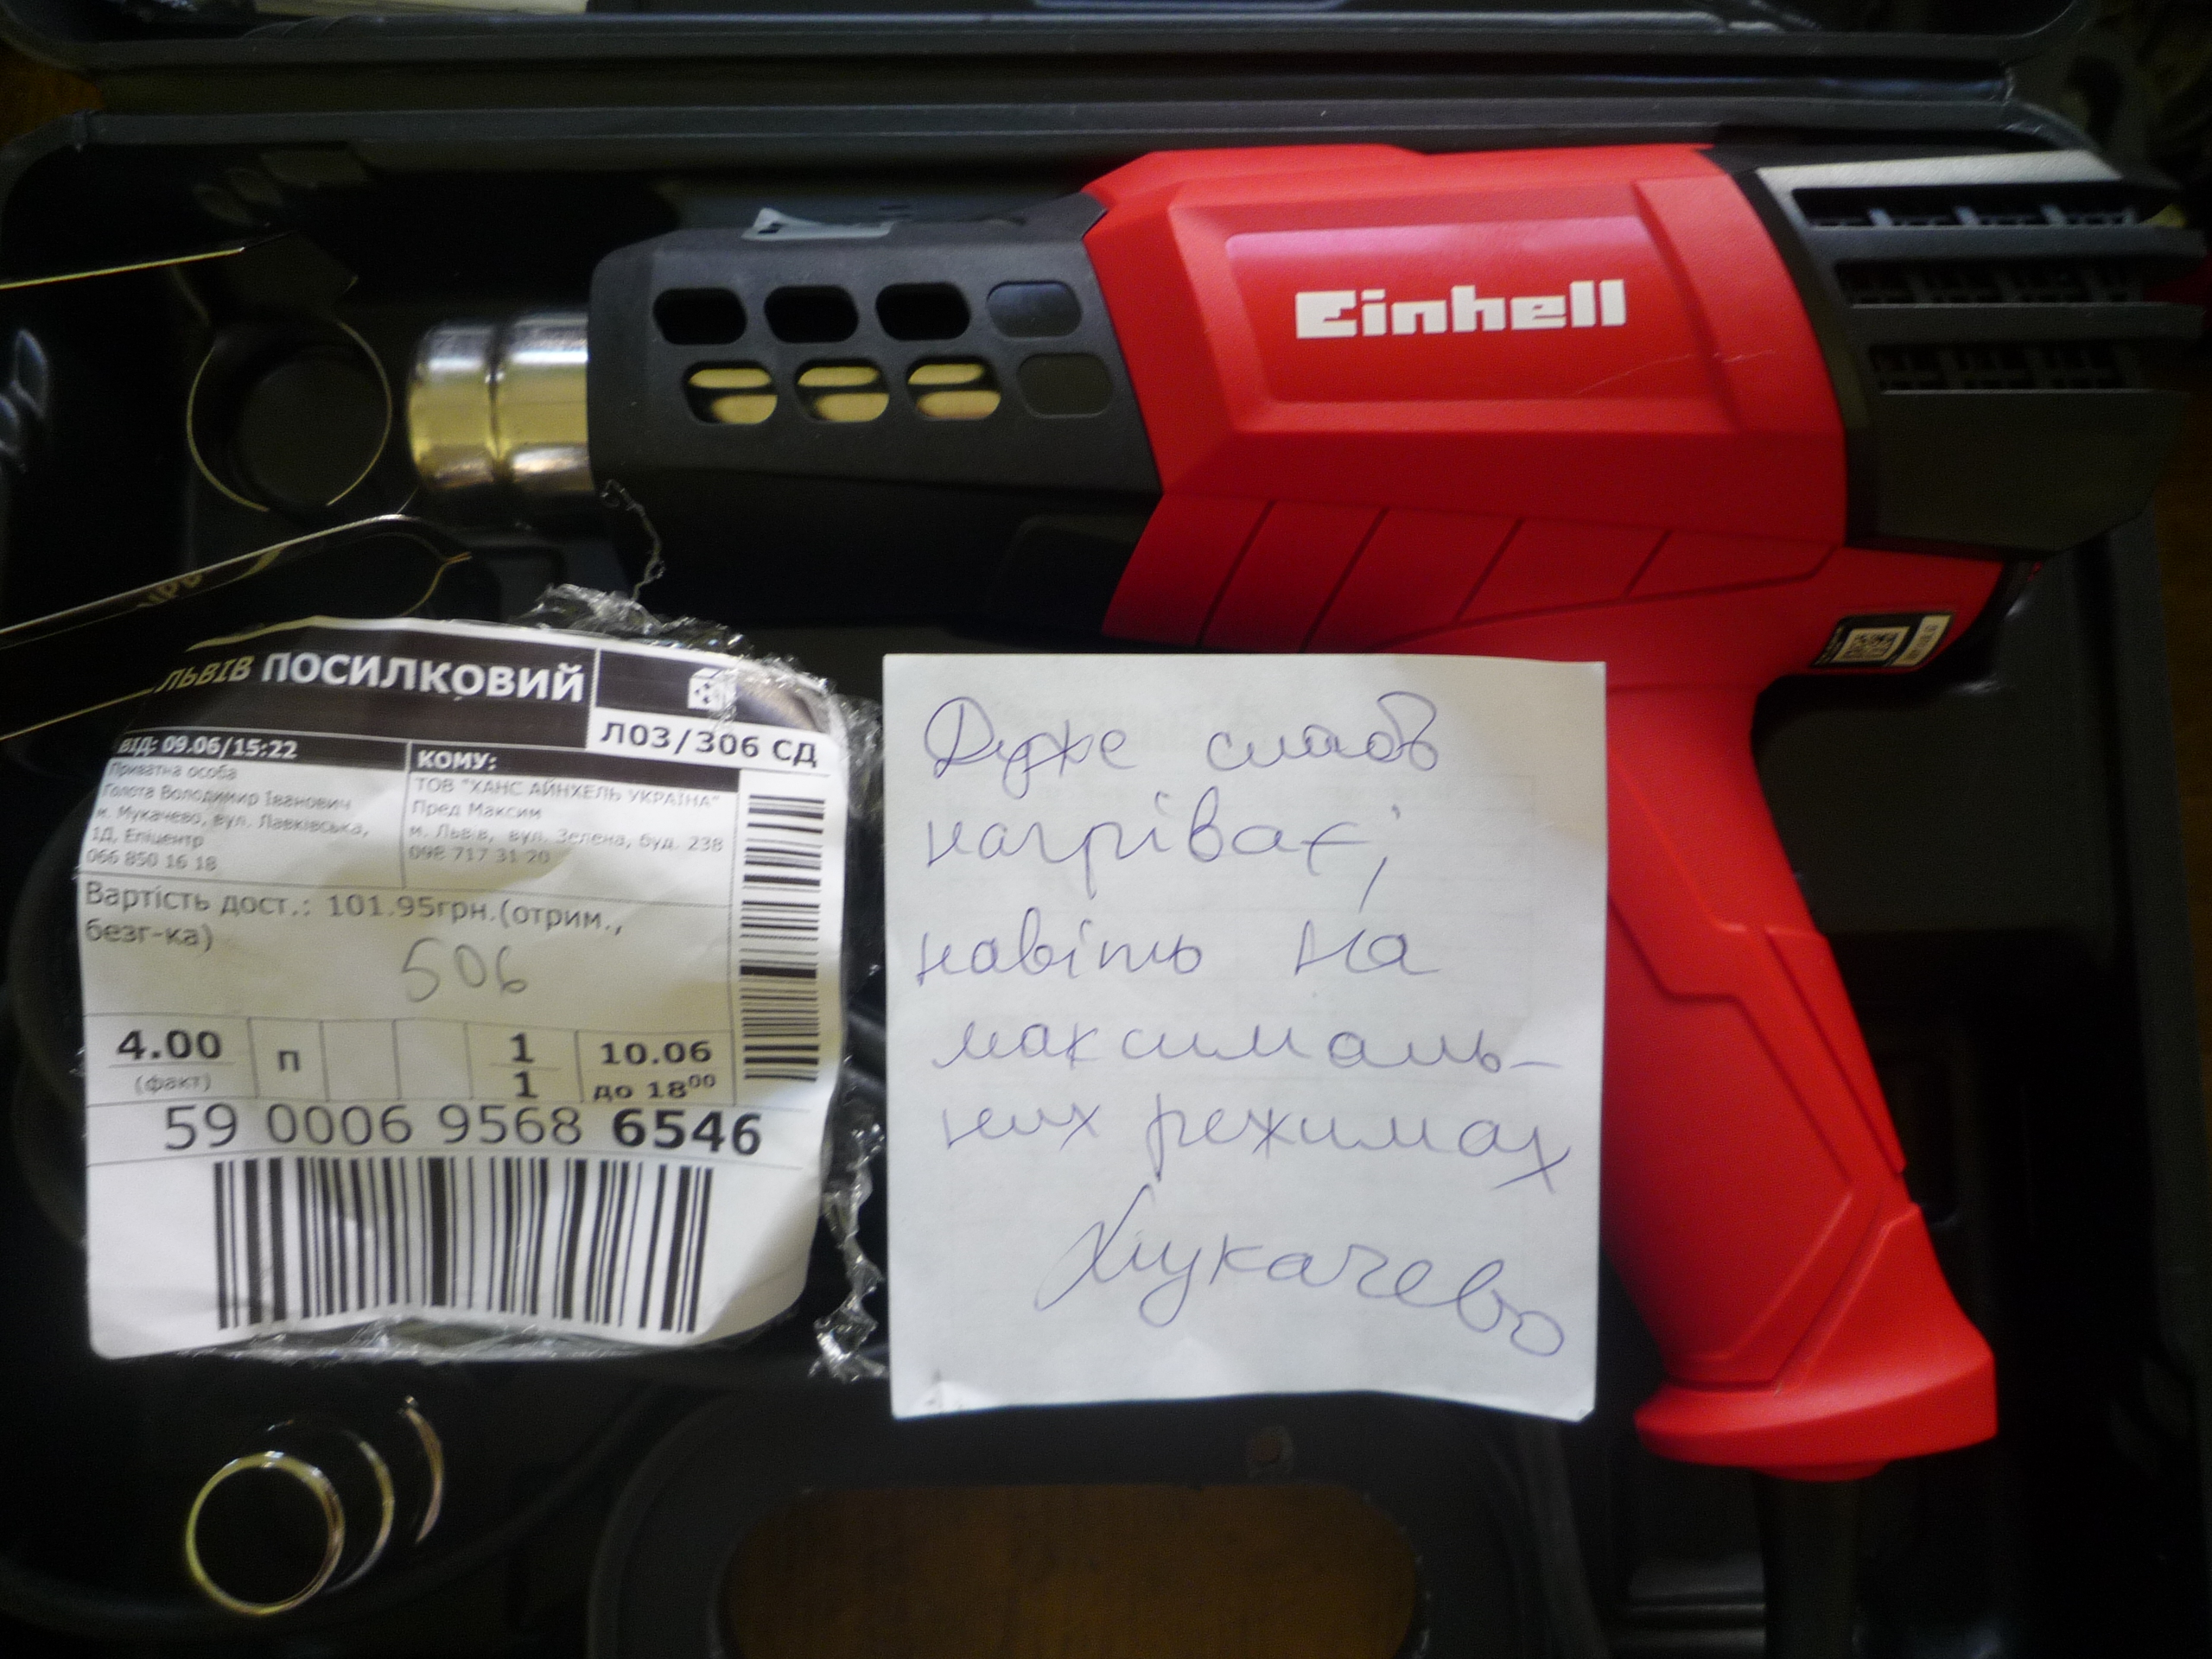 Einhell
ЛЬВІВ ПОСИЛКОВИЙ
Л03/306 СД
ВІД: 09.06/15:22
Приватна особа
Голота Володимир Іванович
м. Мукачево, вул. Лавківська,
1Д, Епіцентр
066 850 16 18
КОМУ:
ТОВ "ХАНС АЙНХЕЛЬ УКРАЇНА"
Пред Максим
м. Львів, вул. Зелена, буд. 238
098 717 31 20
Вартість дост.: 101.95грн.(отрим.,
безг-ка)
506
4.00
(факт)
п
1
1
10.06
до 18⁰⁰
59 0006 9568 6546
Дуже слабо
нагріває,
навіть на
максималь-
них режимах
Мукачево